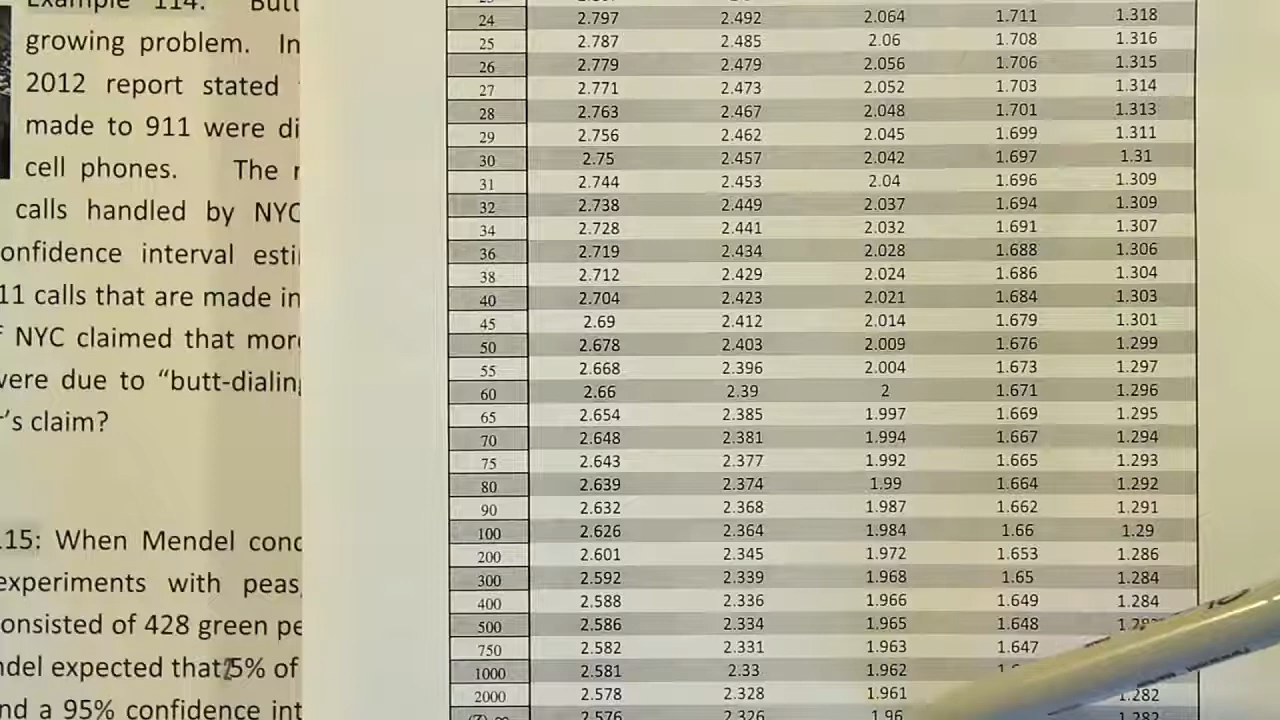 Example 114: Butt
growing problem. In
2012 report stated
made to 911 were di
cell phones. The r
calls handled by NYC
onfidence interval esti
11 calls that are made in
NYC claimed that more
were due to "butt-dialing
r's claim?
15: When Mendel conc
experiments with peas,
onsisted of 428 green pe
ndel expected that 25% of
nd a 95% confidence int
24 2.797 2.492 2.064 1.711 1.318
25 2.787 2.485 2.06 1.708 1.316
26 2.779 2.479 2.056 1.706 1.315
27 2.771 2.473 2.052 1.703 1.314
28 2.763 2.467 2.048 1.701 1.313
29 2.756 2.462 2.045 1.699 1.311
30 2.75 2.457 2.042 1.697 1.31
31 2.744 2.453 2.04 1.696 1.309
32 2.738 2.449 2.037 1.694 1.309
34 2.728 2.441 2.032 1.691 1.307
36 2.719 2.434 2.028 1.688 1.306
38 2.712 2.429 2.024 1.686 1.304
40 2.704 2.423 2.021 1.684 1.303
45 2.69 2.412 2.014 1.679 1.301
50 2.678 2.403 2.009 1.676 1.299
55 2.668 2.396 2.004 1.673 1.297
60 2.66 2.39 2 1.671 1.296
65 2.654 2.385 1.997 1.669 1.295
70 2.648 2.381 1.994 1.667 1.294
75 2.643 2.377 1.992 1.665 1.293
80 2.639 2.374 1.99 1.664 1.292
90 2.632 2.368 1.987 1.662 1.291
100 2.626 2.364 1.984 1.66 1.29
200 2.601 2.345 1.972 1.653 1.286
300 2.592 2.339 1.968 1.65 1.284
400 2.588 2.336 1.966 1.649 1.284
500 2.586 2.334 1.965 1.648
750 2.582 2.331 1.963 1.647
1000 2.581 2.33 1.962
2000 2.578 2.328 1.961 1.282
(Z) ∞ 2.576 2.326 1.96 1.282